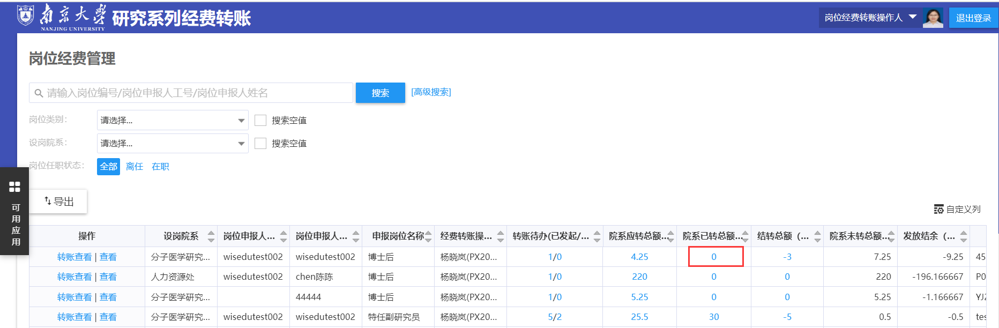 南京大学 研究系列经费转账
NANJING UNIVERSITY
岗位经费转账操作人 退出登录
岗位经费管理
请输入岗位编号/岗位申报人工号/岗位申报人姓名 搜索 [高级搜索]
岗位类别: 请选择... 搜索空值
设岗院系: 请选择... 搜索空值
岗位任职状态: 全部 离任 在职
可用应用
导出
自定义列
操作 设岗院系 岗位申报人... 岗位申报人... 申报岗位名称 经费转账操... 转账待办(已发起/... 院系应转总额... 院系已转总额... 结转总额（... 院系未转总额... 发放结余（...
转账查看 | 查看 分子医学研究... wisedutest002 wisedutest002 博士后 杨晓岚(PX20... 1/0 4.25 0 -3 7.25 -9.25 45
转账查看 | 查看 人力资源处 wisedutest002 chen陈陈 博士后 杨晓岚(PX20... 1/0 220 0 0 220 -196.166667 P0
转账查看 | 查看 分子医学研究... 44444 博士后 杨晓岚(PX20... 1/0 5.25 0 0 5.25 -1.166667 YJ2
转账查看 | 查看 分子医学研究... wisedutest002 wisedutest002 特任副研究员 杨晓岚(PX20... 5/2 25.5 30 -5 0.5 -0.5 tes